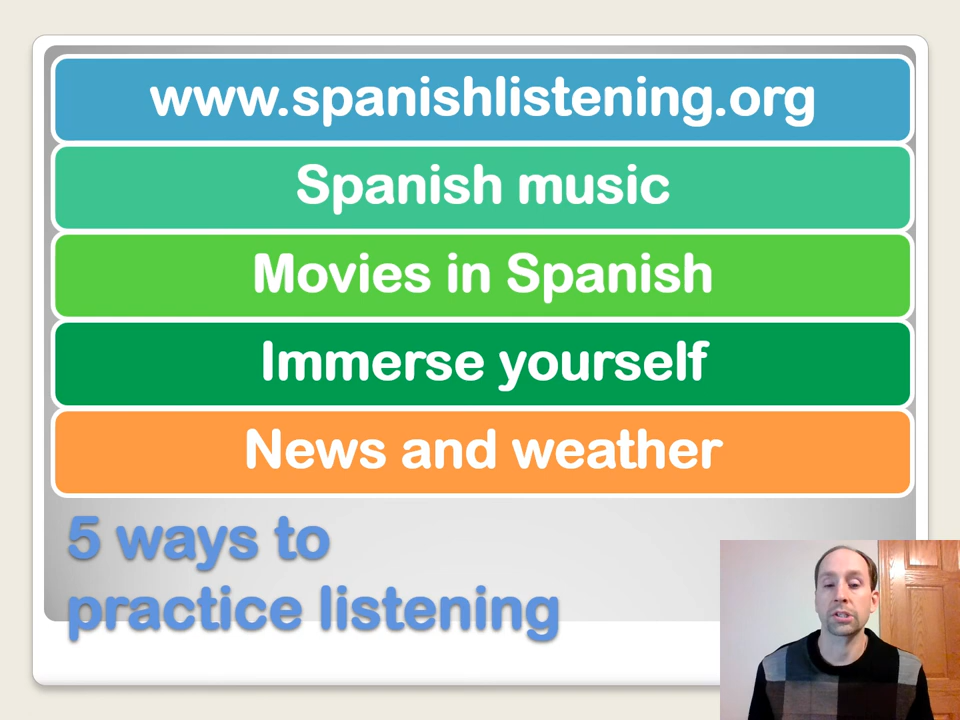 www.spanishlistening.org
Spanish music
Movies in Spanish
Immerse yourself
News and weather
5 ways to
practice listening